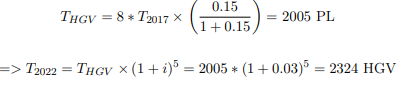 T_{HGV} = 8 * T_{2017} × (0.15 / (1 + 0.15)) = 2005 PL
=> T_{2022} = T_{HGV} × (1 + i)^5 = 2005 * (1 + 0.03)^5 = 2324 HGV